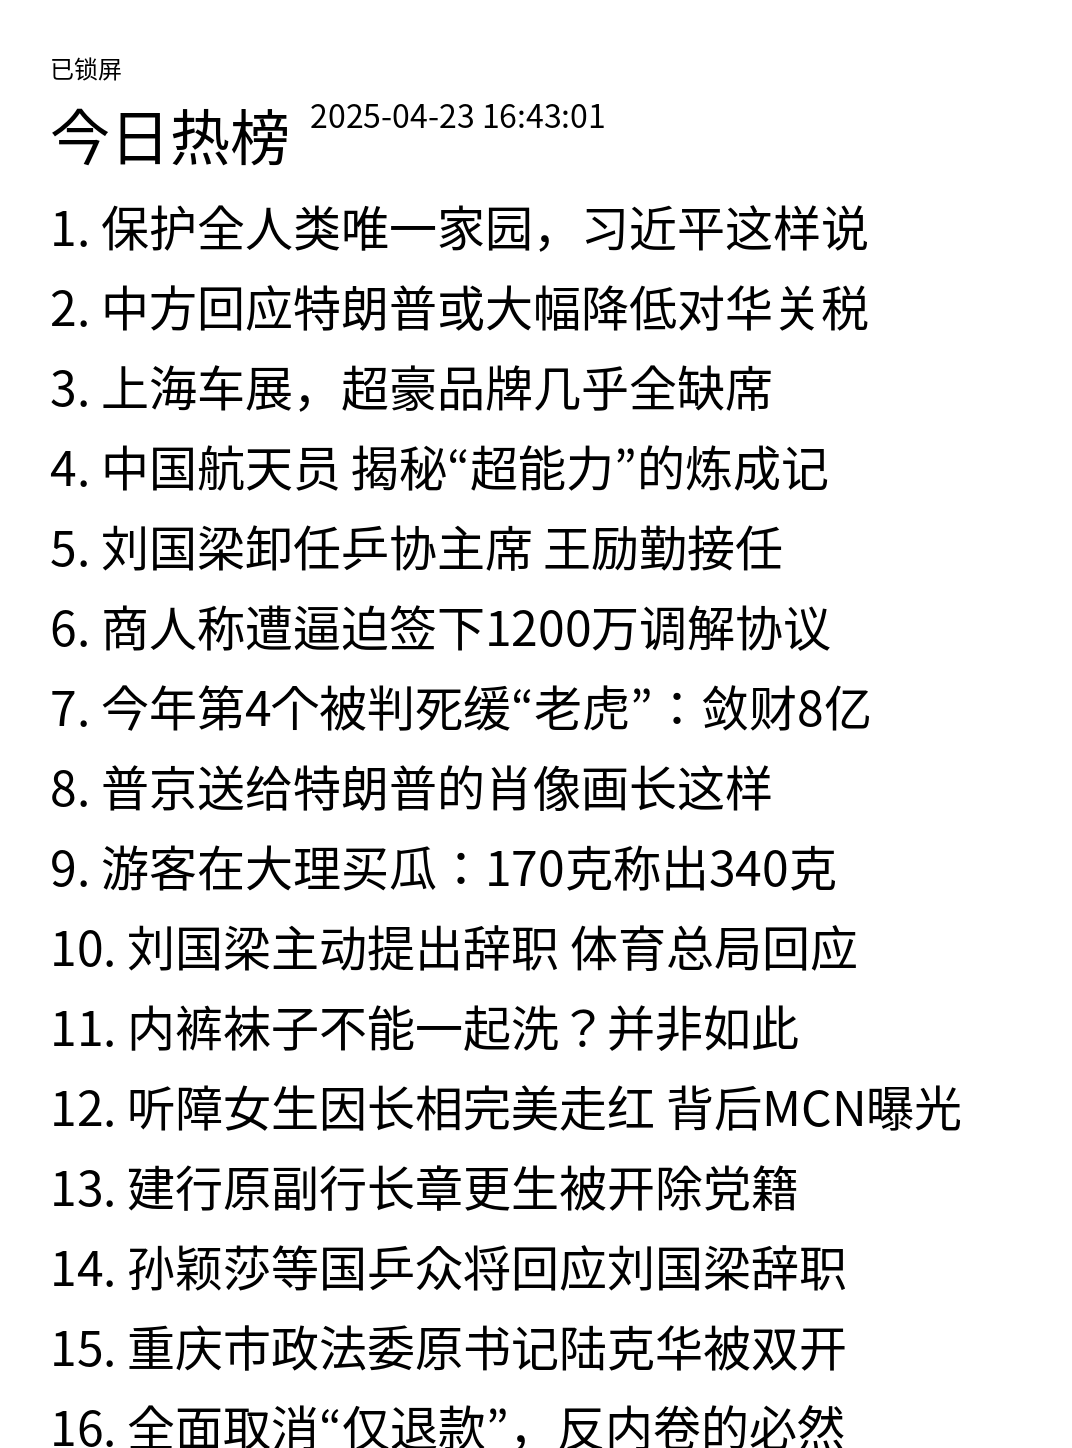 已锁屏
今日热榜 2025-04-23 16:43:01
1. 保护全人类唯一家园，习近平这样说
2. 中方回应特朗普或大幅降低对华关税
3. 上海车展，超豪品牌几乎全缺席
4. 中国航天员 揭秘“超能力”的炼成记
5. 刘国梁卸任乒协主席 王励勤接任
6. 商人称遭逼迫签下1200万调解协议
7. 今年第4个被判死缓“老虎”：敛财8亿
8. 普京送给特朗普的肖像画长这样
9. 游客在大理买瓜：170克称出340克
10. 刘国梁主动提出辞职 体育总局回应
11. 内裤袜子不能一起洗？并非如此
12. 听障女生因长相完美走红 背后MCN曝光
13. 建行原副行长章更生被开除党籍
14. 孙颖莎等国乒众将回应刘国梁辞职
15. 重庆市政法委原书记陆克华被双开
16. 全面取消“仅退款”，反内卷的必然